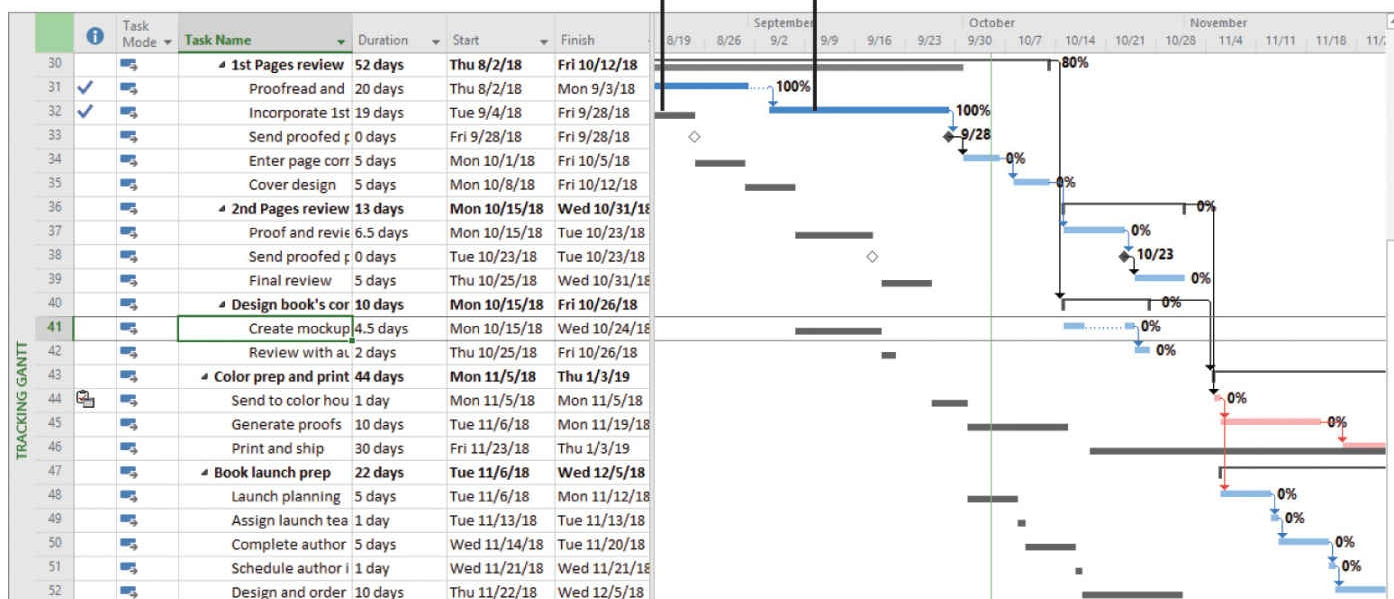 September October November
Task Mode Task Name Duration Start Finish 8/19 8/26 9/2 9/9 9/16 9/23 9/30 10/7 10/14 10/21 10/28 11/4 11/11 11/18
30 1st Pages review 52 days Thu 8/2/18 Fri 10/12/18 80%
31 Proofread and 20 days Thu 8/2/18 Mon 9/3/18 100%
32 Incorporate 1st 19 days Tue 9/4/18 Fri 9/28/18 100%
33 Send proofed p 0 days Fri 9/28/18 Fri 9/28/18 9/28
34 Enter page corr 5 days Mon 10/1/18 Fri 10/5/18 0%
35 Cover design 5 days Mon 10/8/18 Fri 10/12/18 0%
36 2nd Pages review 13 days Mon 10/15/18 Wed 10/31/18 0%
37 Proof and revie 6.5 days Mon 10/15/18 Tue 10/23/18 0%
38 Send proofed p 0 days Tue 10/23/18 Tue 10/23/18 10/23
39 Final review 5 days Thu 10/25/18 Wed 10/31/18 0%
40 Design book's cor 10 days Mon 10/15/18 Fri 10/26/18 0%
41 Create mockup 4.5 days Mon 10/15/18 Wed 10/24/18 0%
42 Review with au 2 days Thu 10/25/18 Fri 10/26/18 0%
43 Color prep and print 44 days Mon 11/5/18 Thu 1/3/19
44 Send to color hou 1 day Mon 11/5/18 Mon 11/5/18 0%
45 Generate proofs 10 days Tue 11/6/18 Mon 11/19/18 0%
46 Print and ship 30 days Fri 11/23/18 Thu 1/3/19
47 Book launch prep 22 days Tue 11/6/18 Wed 12/5/18
48 Launch planning 5 days Tue 11/6/18 Mon 11/12/18 0%
49 Assign launch tea 1 day Tue 11/13/18 Tue 11/13/18 0%
50 Complete author 5 days Wed 11/14/18 Tue 11/20/18 0%
51 Schedule author i 1 day Wed 11/21/18 Wed 11/21/18 0%
52 Design and order 10 days Thu 11/22/18 Wed 12/5/18
TRACKING GANTT